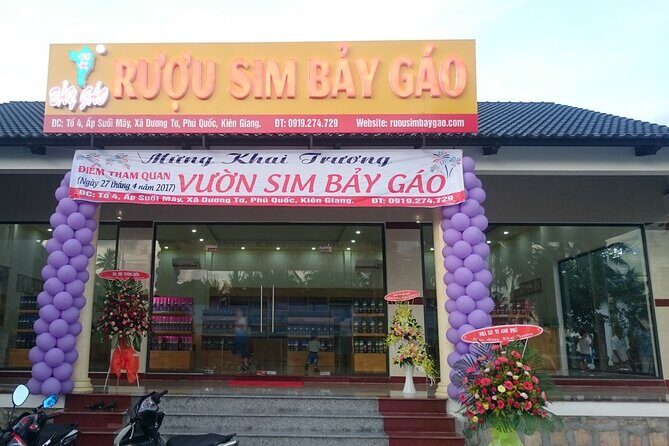 BẢY GÁO
RƯỢU SIM BẢY GÁO
ĐC: Tổ 4, Ấp Suối Mây, Xã Dương Tơ, Phú Quốc, Kiên Giang. ĐT: 0919.274.729 Website: ruousimbaygao.com
Mừng Khai Trương
ĐIỂM THAM QUAN
(Ngày 27 tháng 4 năm 2017)
VƯỜN SIM BẢY GÁO
ĐC: Tổ 4, Ấp Suối Mây, Xã Dương Tơ, Phú Quốc, Kiên Giang. ĐT: 0919.274.729